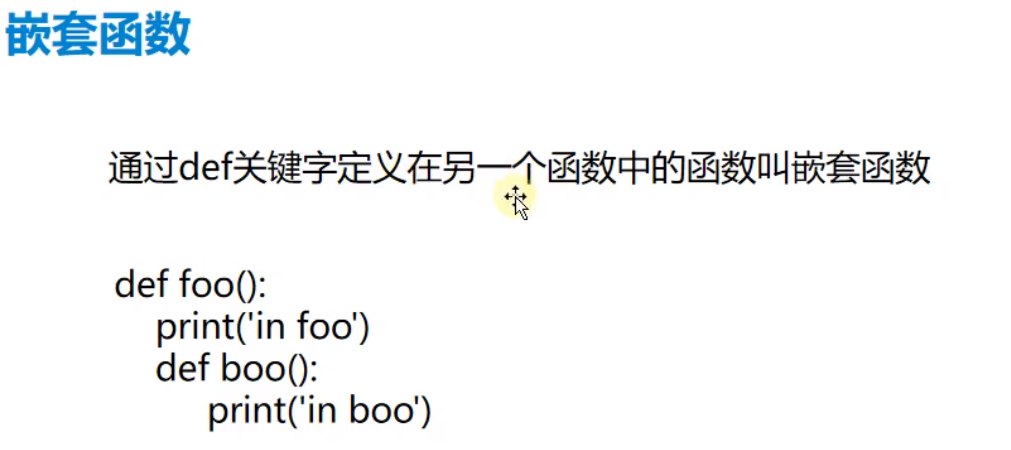 嵌套函数
通过def关键字定义在另一个函数中的函数叫嵌套函数
def foo():
    print('in foo')
    def boo():
        print('in boo')